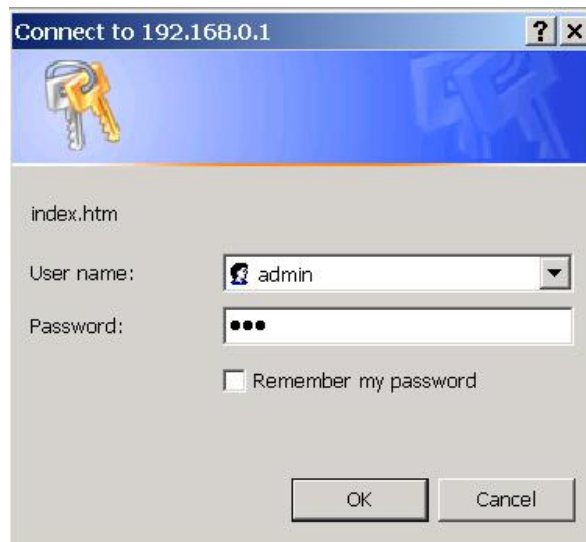 Connect to 192.168.0.1
?
index.htm
User name: admin
Password: •••
Remember my password
OK Cancel